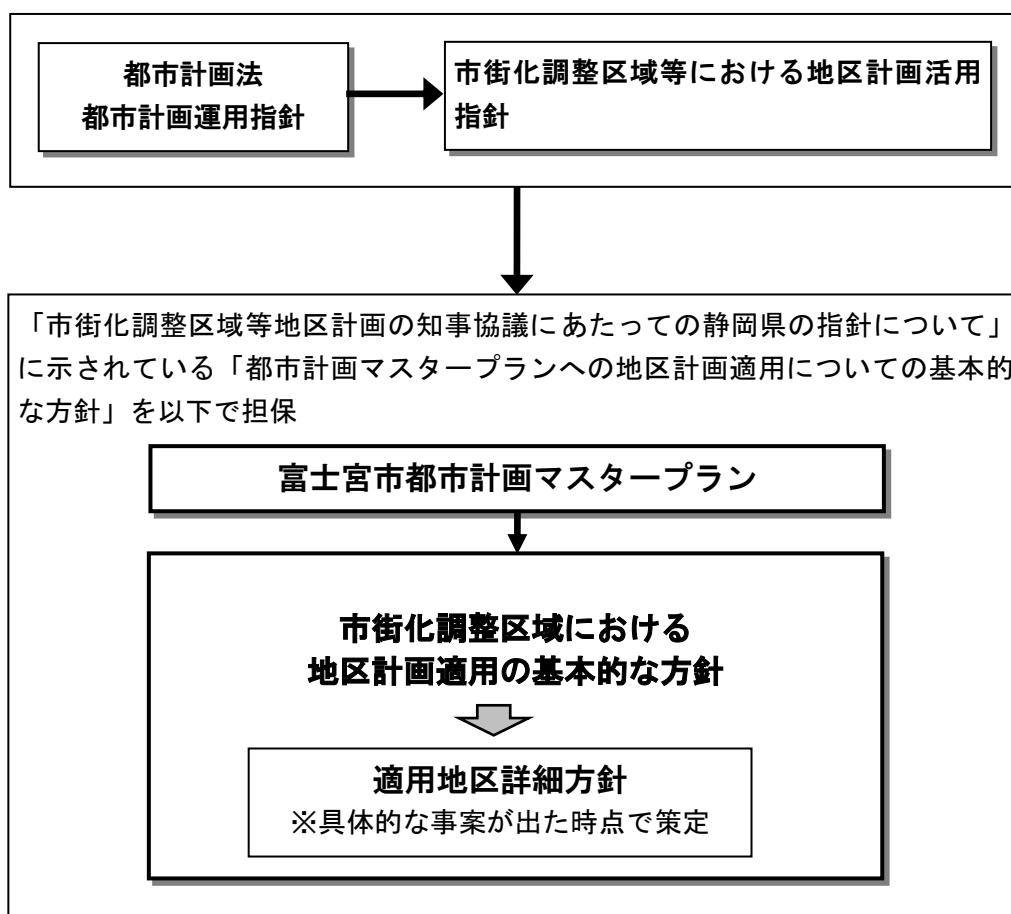 都市計画法
都市計画運用指針
市街化調整区域等における地区計画活用
指針
「市街化調整区域等地区計画の知事協議にあたっての静岡県の指針について」
に示されている「都市計画マスタープランへの地区計画適用についての基本的
な方針」を以下で担保
富士宮市都市計画マスタープラン
市街化調整区域における
地区計画適用の基本的な方針
適用地区詳細方針
※具体的な事案が出た時点で策定